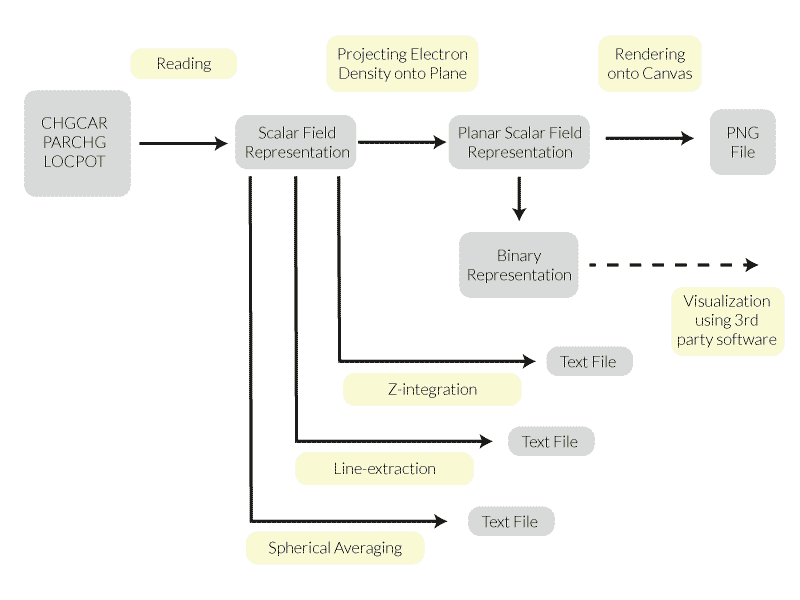 Reading
Projecting Electron
Density onto Plane
Rendering
onto Canvas
CHGCAR
PARCHG
LOCPOT
Scalar Field
Representation
Planar Scalar Field
Representation
PNG
File
Binary
Representation
Visualization
using 3rd
party software
Text File
Z-integration
Text File
Line-extraction
Text File
Spherical Averaging